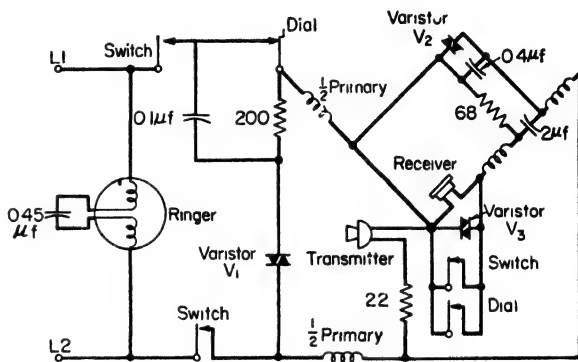 Dial
Switch
L1
Varistor
V2
04μf
½ Primary
01μf
200
68
2μf
Receiver
045
μf
Ringer
Varistor
V1
Transmitter
Varistor
V3
Switch
22
Dial
Switch
L2
½ Primary